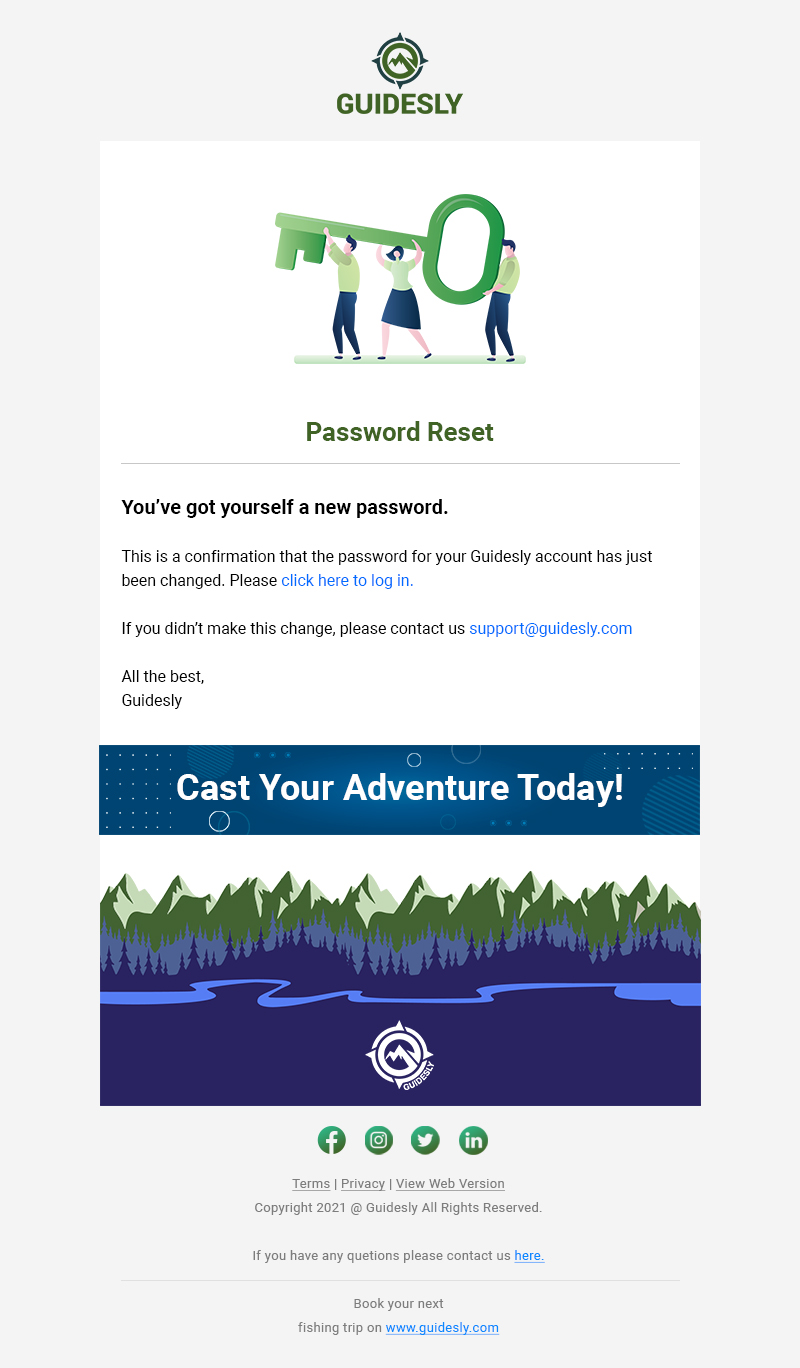 GUIDESLY
Password Reset
You’ve got yourself a new password.
This is a confirmation that the password for your Guidesly account has just
been changed. Please click here to log in.
If you didn’t make this change, please contact us support@guidesly.com
All the best,
Guidesly
Cast Your Adventure Today!
GUIDESLY
Terms | Privacy | View Web Version
Copyright 2021 @ Guidesly All Rights Reserved.
If you have any quetions please contact us here.
Book your next
fishing trip on www.guidesly.com